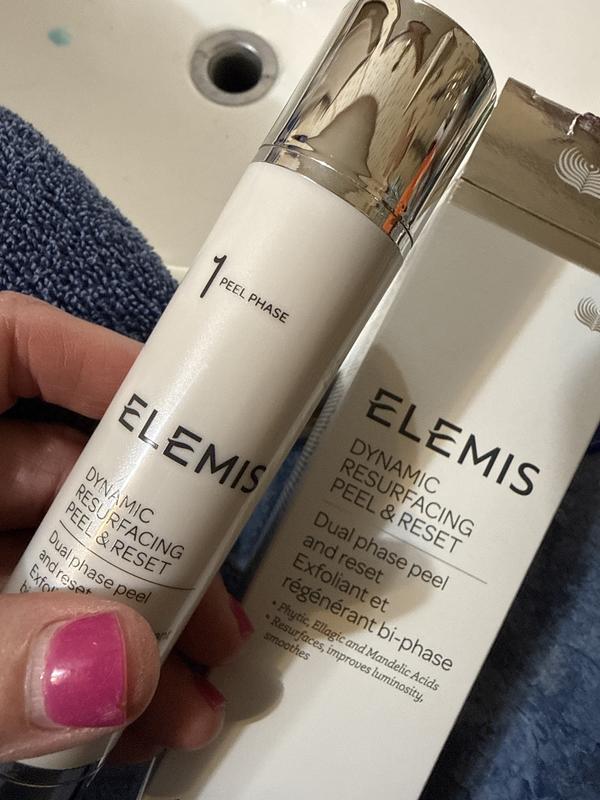 1 PEEL PHASE
ELEMIS
DYNAMIC
RESURFACING
PEEL & RESET
Dual phase peel
and reset
ELEMIS
DYNAMIC
RESURFACING
PEEL & RESET
Dual phase peel
and reset
Exfoliant et
régénérant bi-phase
• Phytic, Ellagic and Mandelic Acids
• Resurfaces, improves luminosity,
smoothes